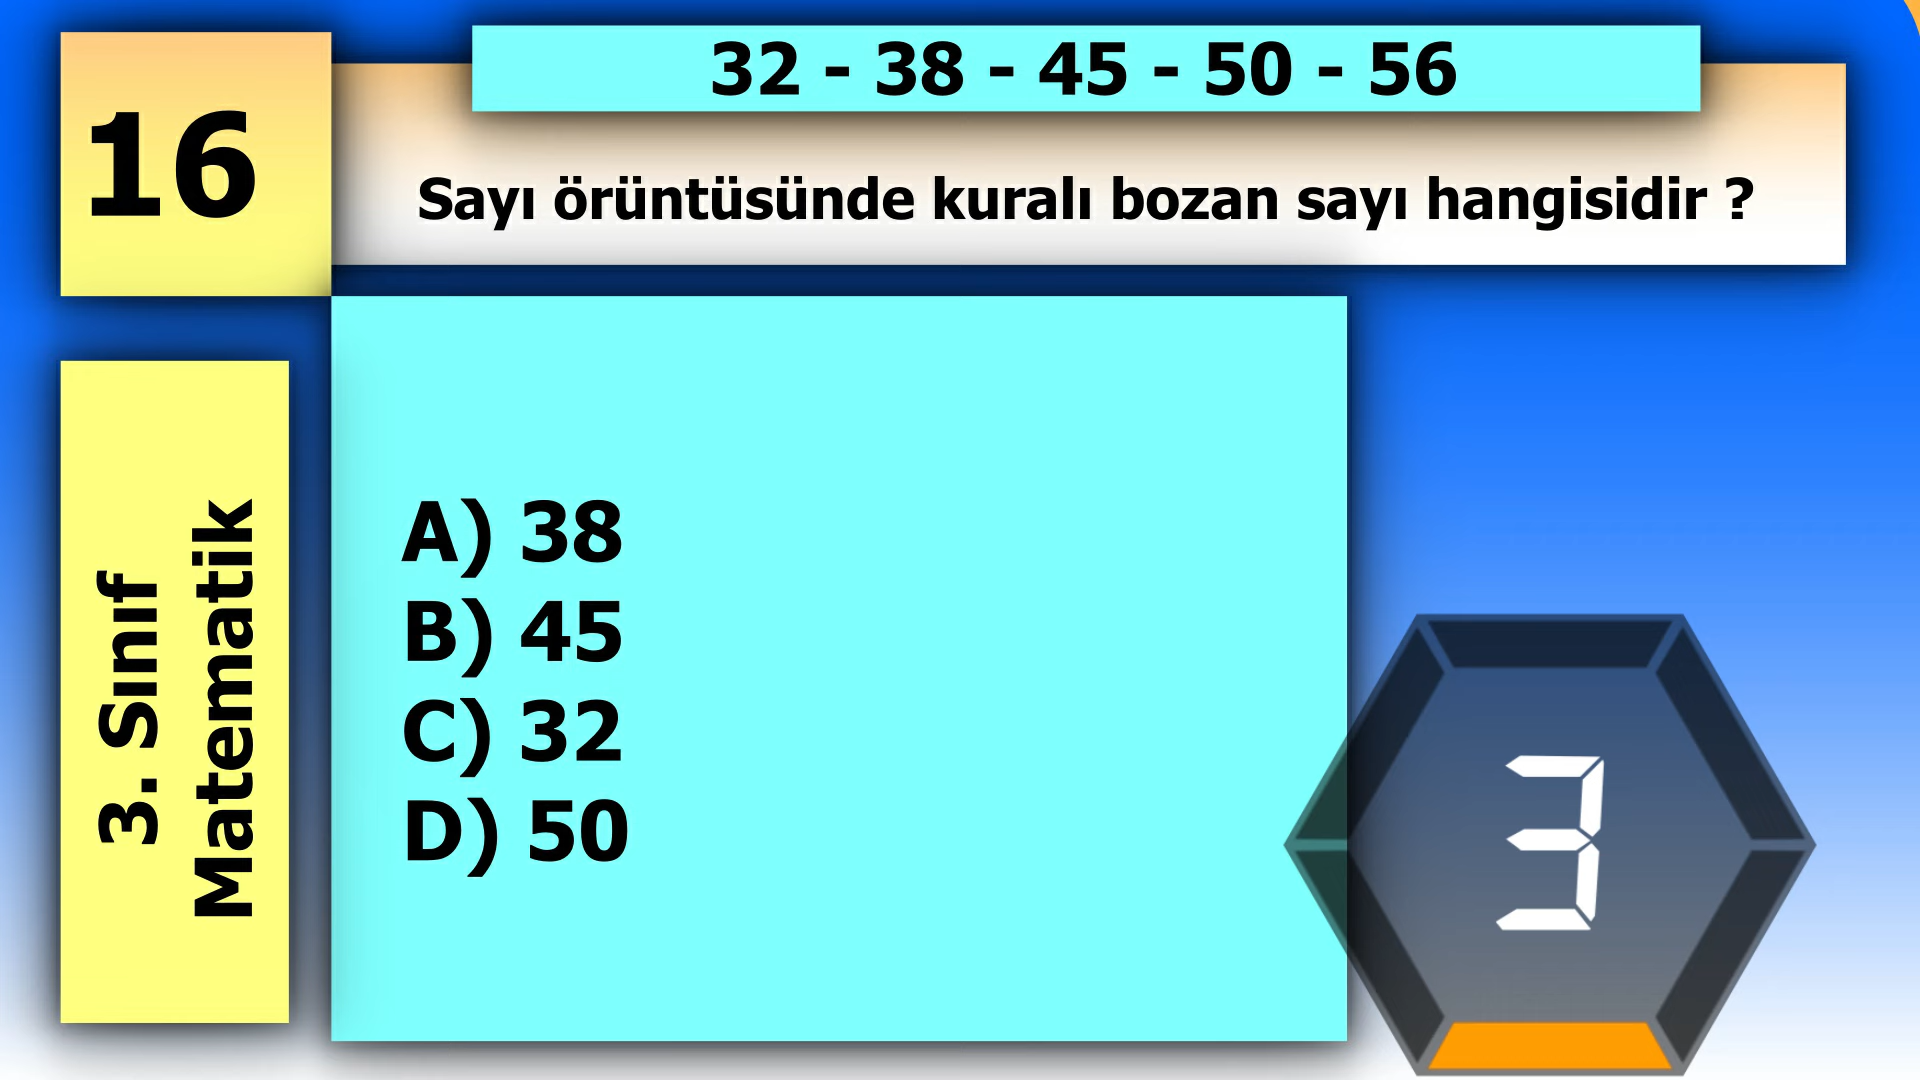 16
32 - 38 - 45 - 50 - 56
Sayı örüntüsünde kuralı bozan sayı hangisidir ?
3. Sınıf
Matematik
A) 38
B) 45
C) 32
D) 50
3